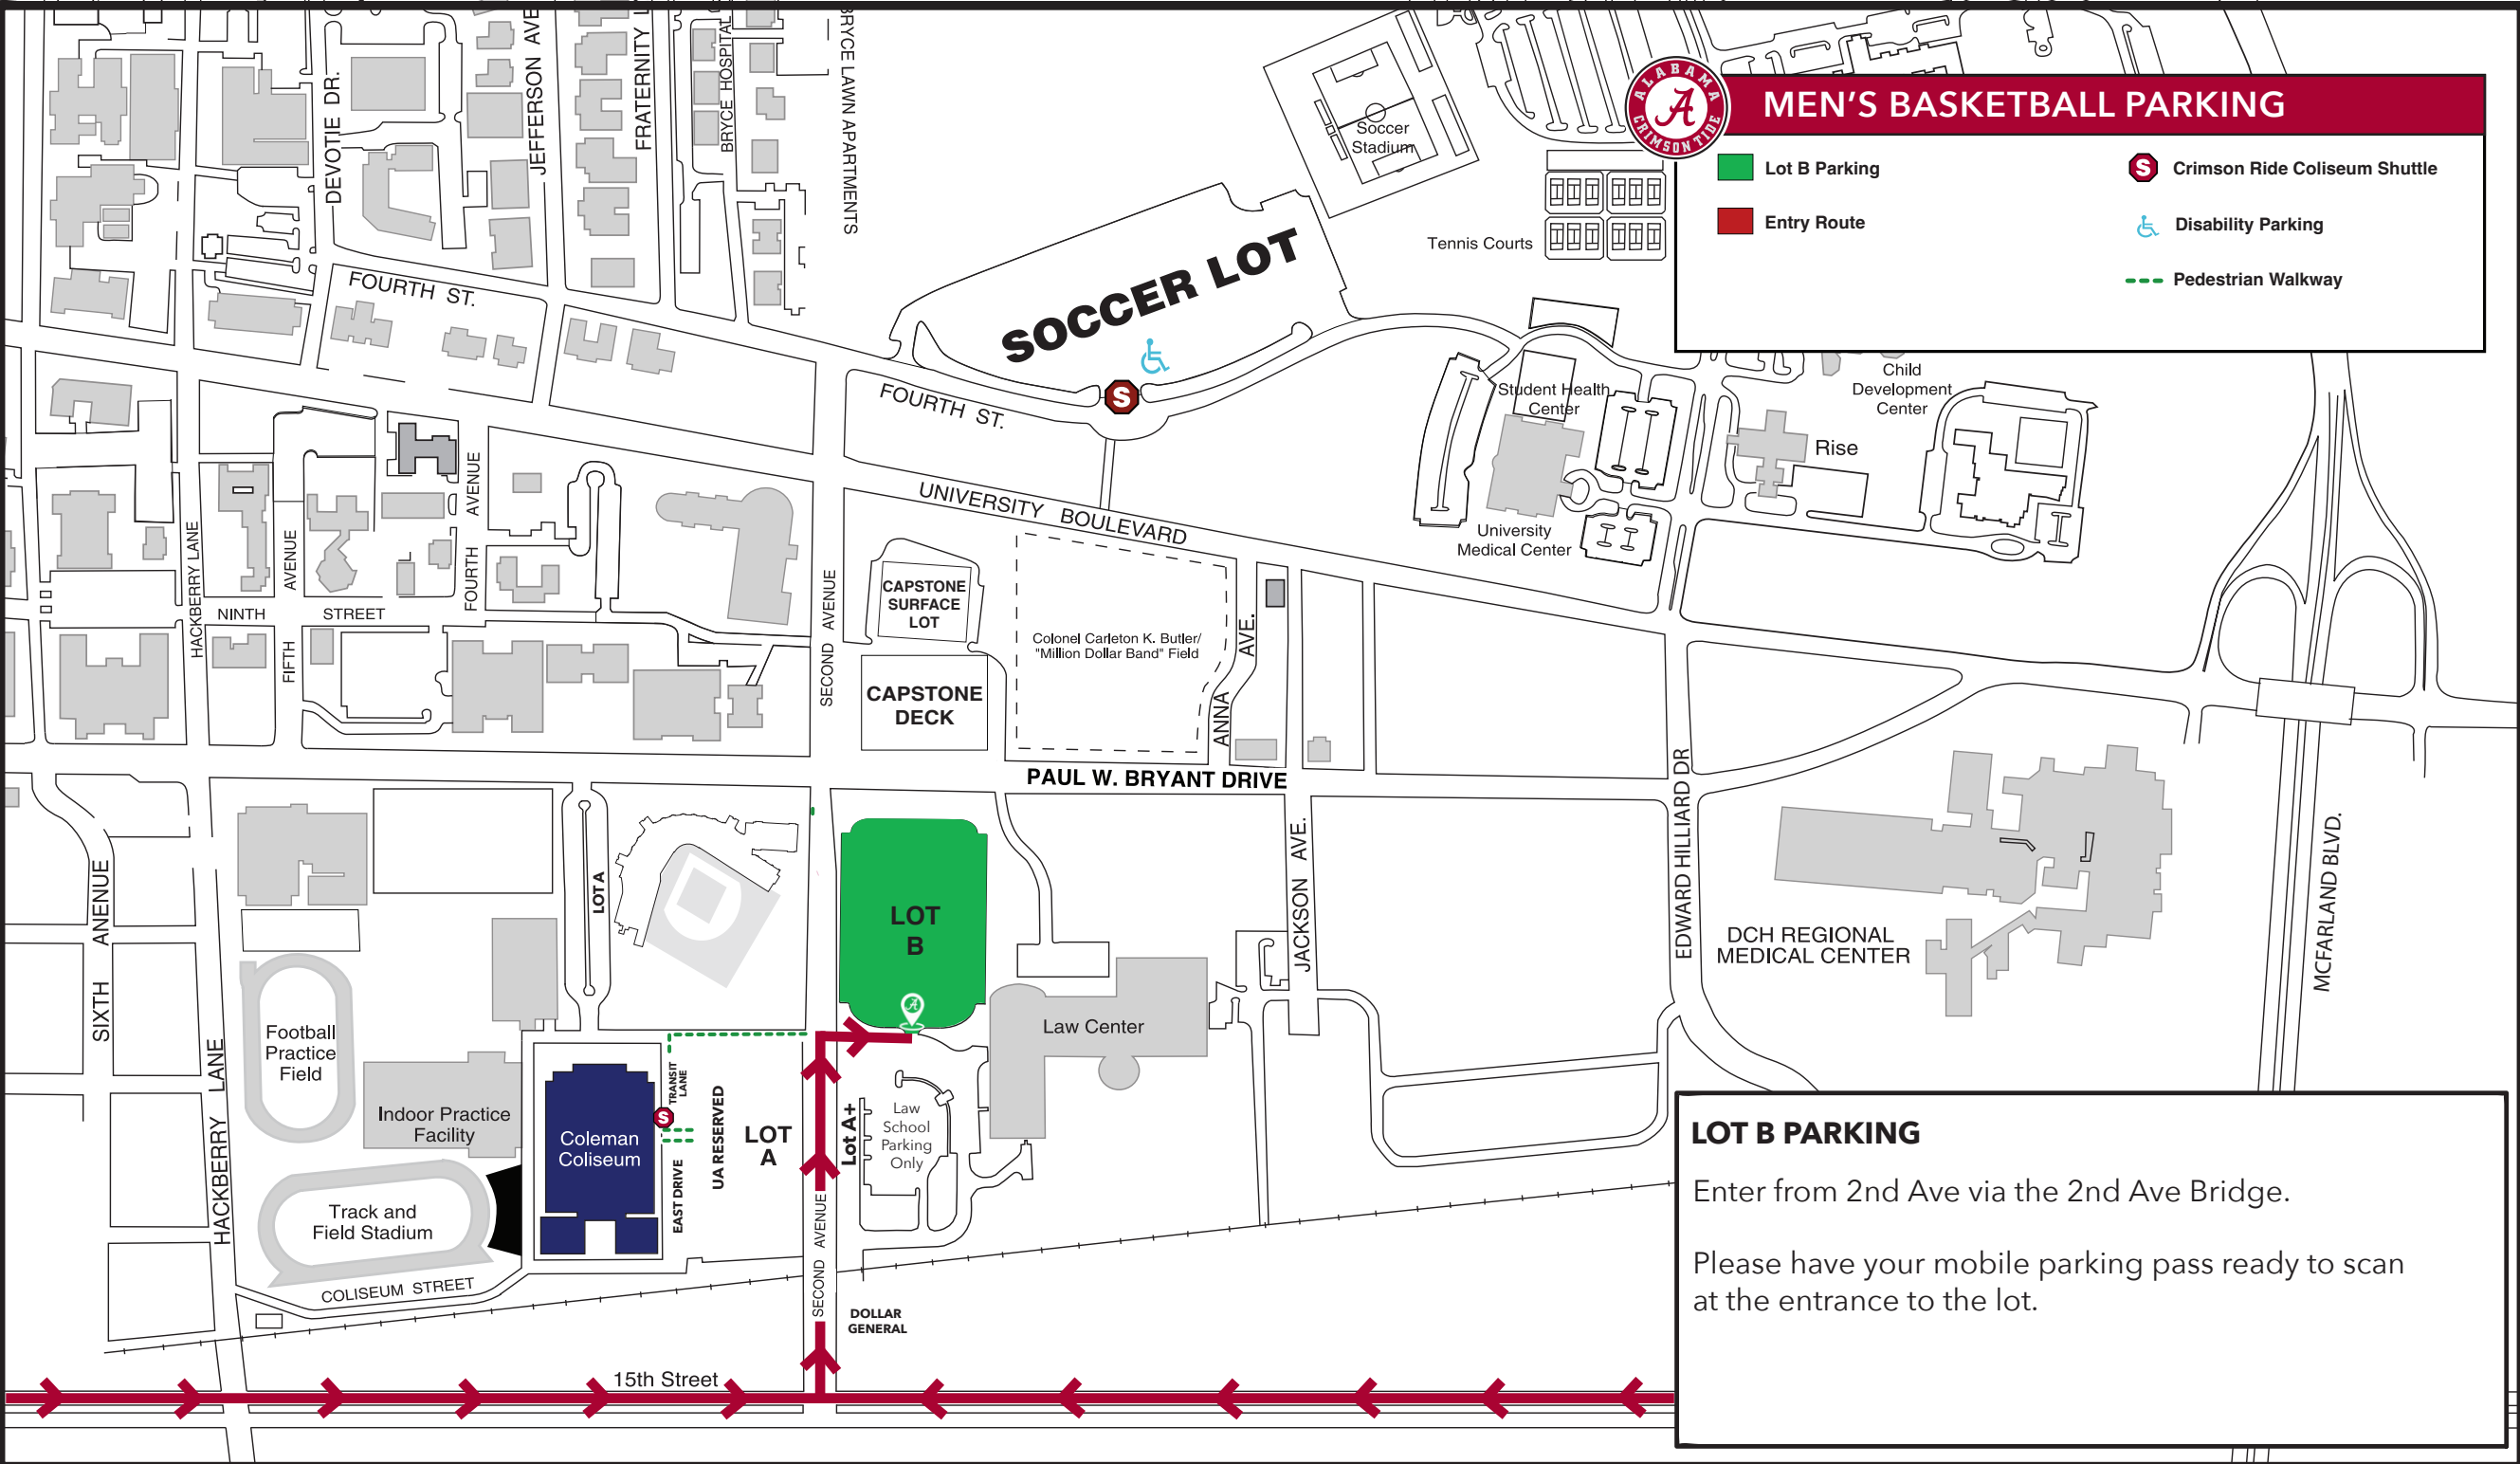 MEN'S BASKETBALL PARKING
ALABAMA
A
CRIMSON TIDE
Lot B Parking
Entry Route
S
Crimson Ride Coliseum Shuttle
Disability Parking
Pedestrian Walkway
DEVOTIE DR.
JEFFERSON AVE
FRATERNITY
BRYCE HOSPITAL
BRYCE LAWN APARTMENTS
Soccer
Stadium
Tennis Courts
SOCCER LOT
S
FOURTH ST.
FOURTH ST.
Student Health
Center
Child
Development
Center
Rise
University
Medical Center
UNIVERSITY BOULEVARD
HACKBERRY LANE
AVENUE
FIFTH
AVENUE
FOURTH
NINTH STREET
SECOND AVENUE
CAPSTONE
SURFACE
LOT
CAPSTONE
DECK
Colonel Carleton K. Butler/
"Million Dollar Band" Field
AVE.
ANNA
PAUL W. BRYANT DRIVE
EDWARD HILLIARD DR
JACKSON AVE.
DCH REGIONAL
MEDICAL CENTER
MCFARLAND BLVD.
SIXTH ANENUE
HACKBERRY LANE
LOT A
LOT
B
A
Law Center
Football
Practice
Field
Indoor Practice
Facility
Track and
Field Stadium
Coleman
Coliseum
S
TRANSIT
LANE
EAST DRIVE
UA RESERVED
LOT
A
Lot A+
Law
School
Parking
Only
COLISEUM STREET
SECOND AVENUE
DOLLAR
GENERAL
15th Street
LOT B PARKING
Enter from 2nd Ave via the 2nd Ave Bridge.
Please have your mobile parking pass ready to scan
at the entrance to the lot.